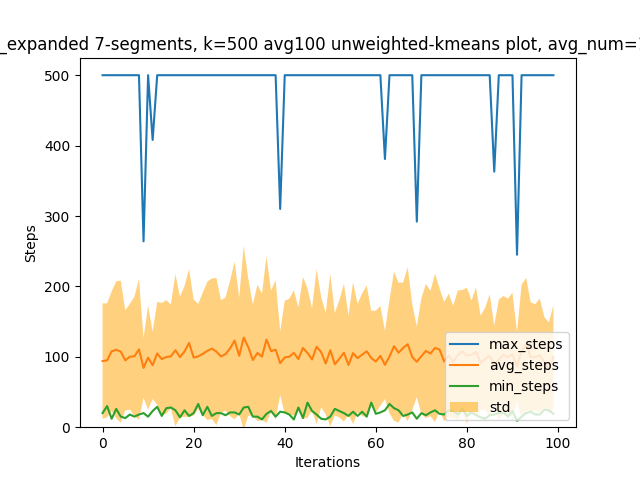 _expanded 7-segments, k=500 avg100 unweighted-kmeans plot, avg_num=
500
400
300
200
100
0
Steps
0 20 40 60 80 100
Iterations
max_steps
avg_steps
min_steps
std